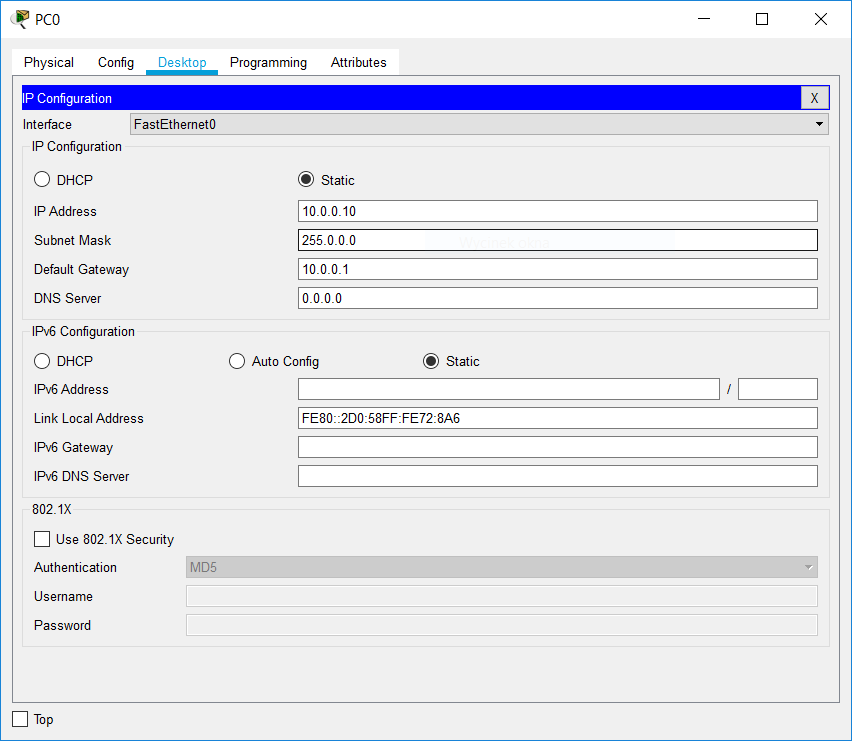 PC0
Physical Config Desktop Programming Attributes
IP Configuration X
Interface FastEthernet0
IP Configuration
DHCP Static
IP Address 10.0.0.10
Subnet Mask 255.0.0.0
Default Gateway 10.0.0.1
DNS Server 0.0.0.0
IPv6 Configuration
DHCP Auto Config Static
IPv6 Address /
Link Local Address FE80::2D0:58FF:FE72:8A6
IPv6 Gateway
IPv6 DNS Server
802.1X
Use 802.1X Security
Authentication MD5
Username
Password
Top